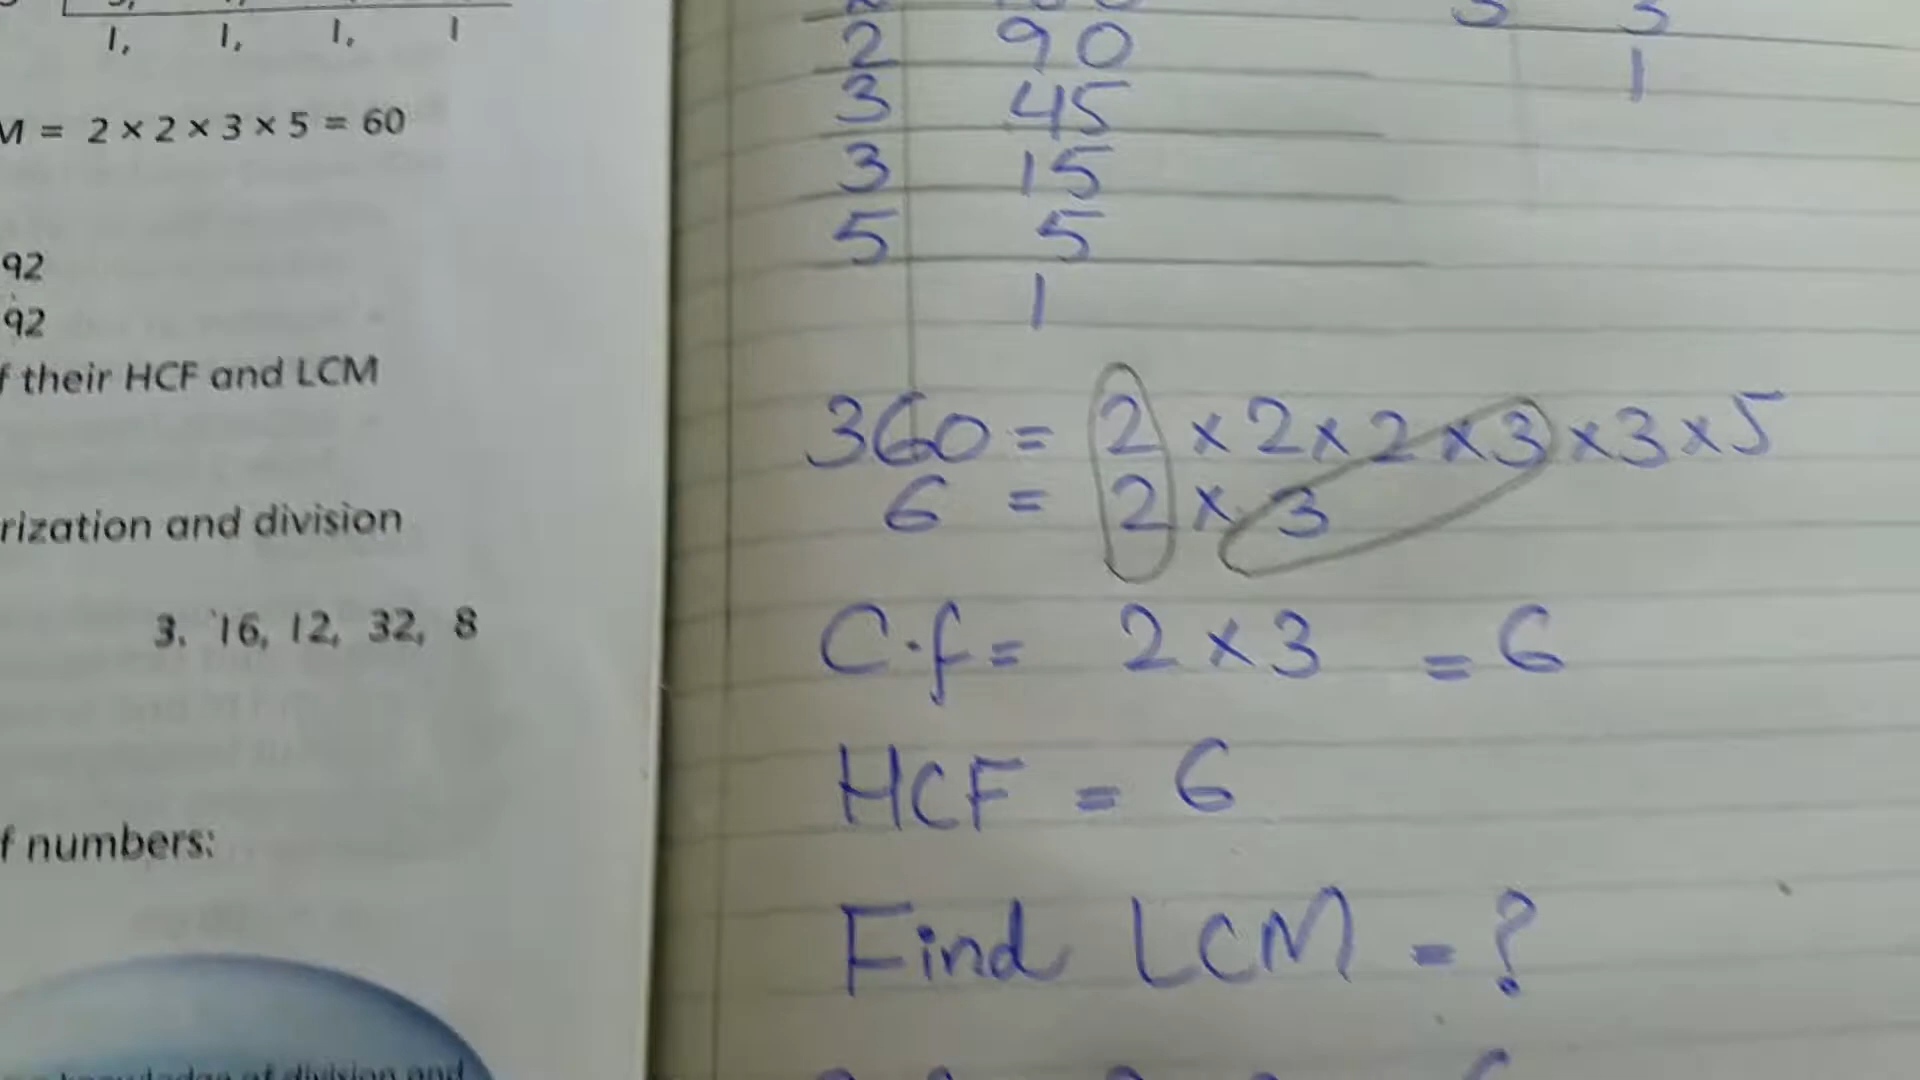 1, 1, 1, 1
M = 2 × 2 × 3 × 5 = 60
92
92
f their HCF and LCM
rization and division
3. 16, 12, 32, 8
f numbers:
2 90
3 45
3 15
5 5
1
3 3
1
360 = 2 × 2 × 2 × 3 × 3 × 5
6 = 2 × 3
C.f = 2 × 3 = 6
HCF = 6
Find LCM = ?